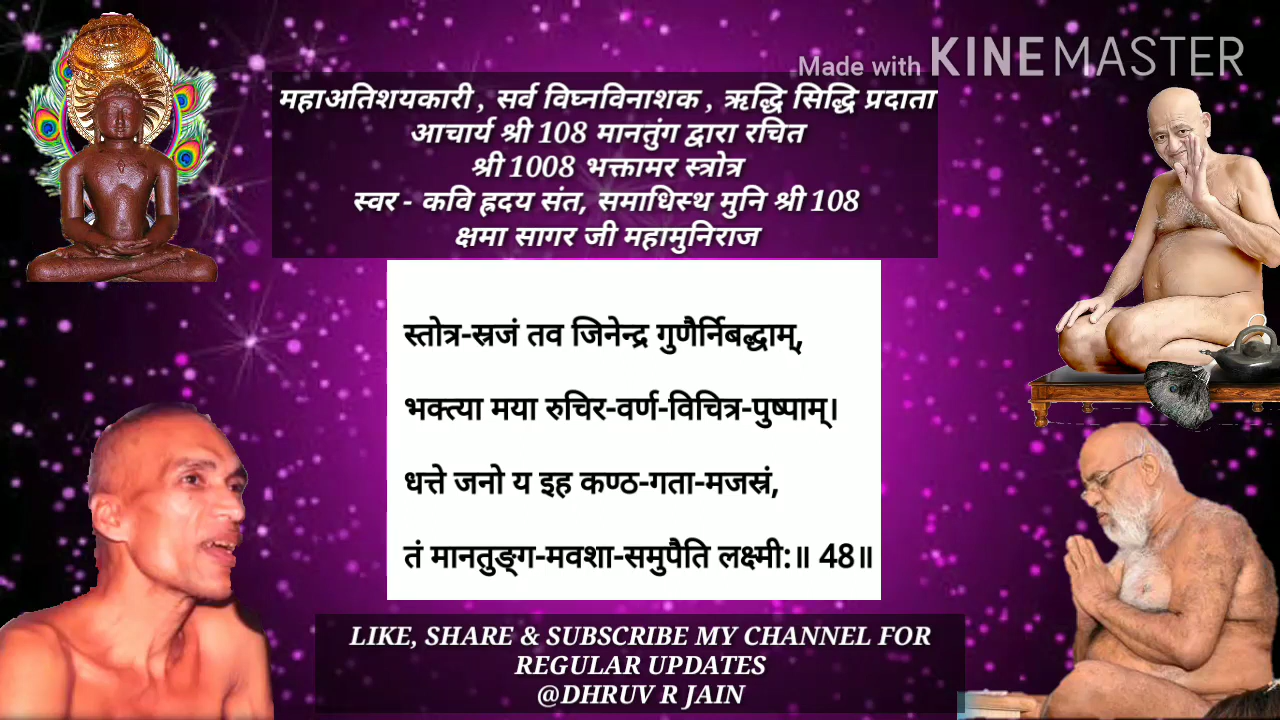 Made with KINEMASTER
महाअतिशयकारी , सर्व विघ्नविनाशक , ऋद्धि सिद्धि प्रदाता
आचार्य श्री 108 मानतुंग द्वारा रचित
श्री 1008 भक्तामर स्त्रोत्र
स्वर - कवि ह्रदय संत, समाधिस्थ मुनि श्री 108
क्षमा सागर जी महामुनिराज
स्तोत्र-स्रजं तव जिनेन्द्र गुणैर्निबद्धाम्,
भक्त्या मया रुचिर-वर्ण-विचित्र-पुष्पाम्।
धत्ते जनो य इह कण्ठ-गता-मजस्रं,
तं मानतुङ्ग-मवशा-समुपैति लक्ष्मी:॥ 48॥
LIKE, SHARE & SUBSCRIBE MY CHANNEL FOR
REGULAR UPDATES
@DHRUV R JAIN